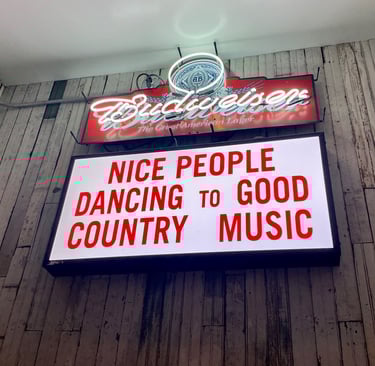 Budweiser
The Great American Lager
NICE PEOPLE
DANCING TO GOOD
COUNTRY MUSIC